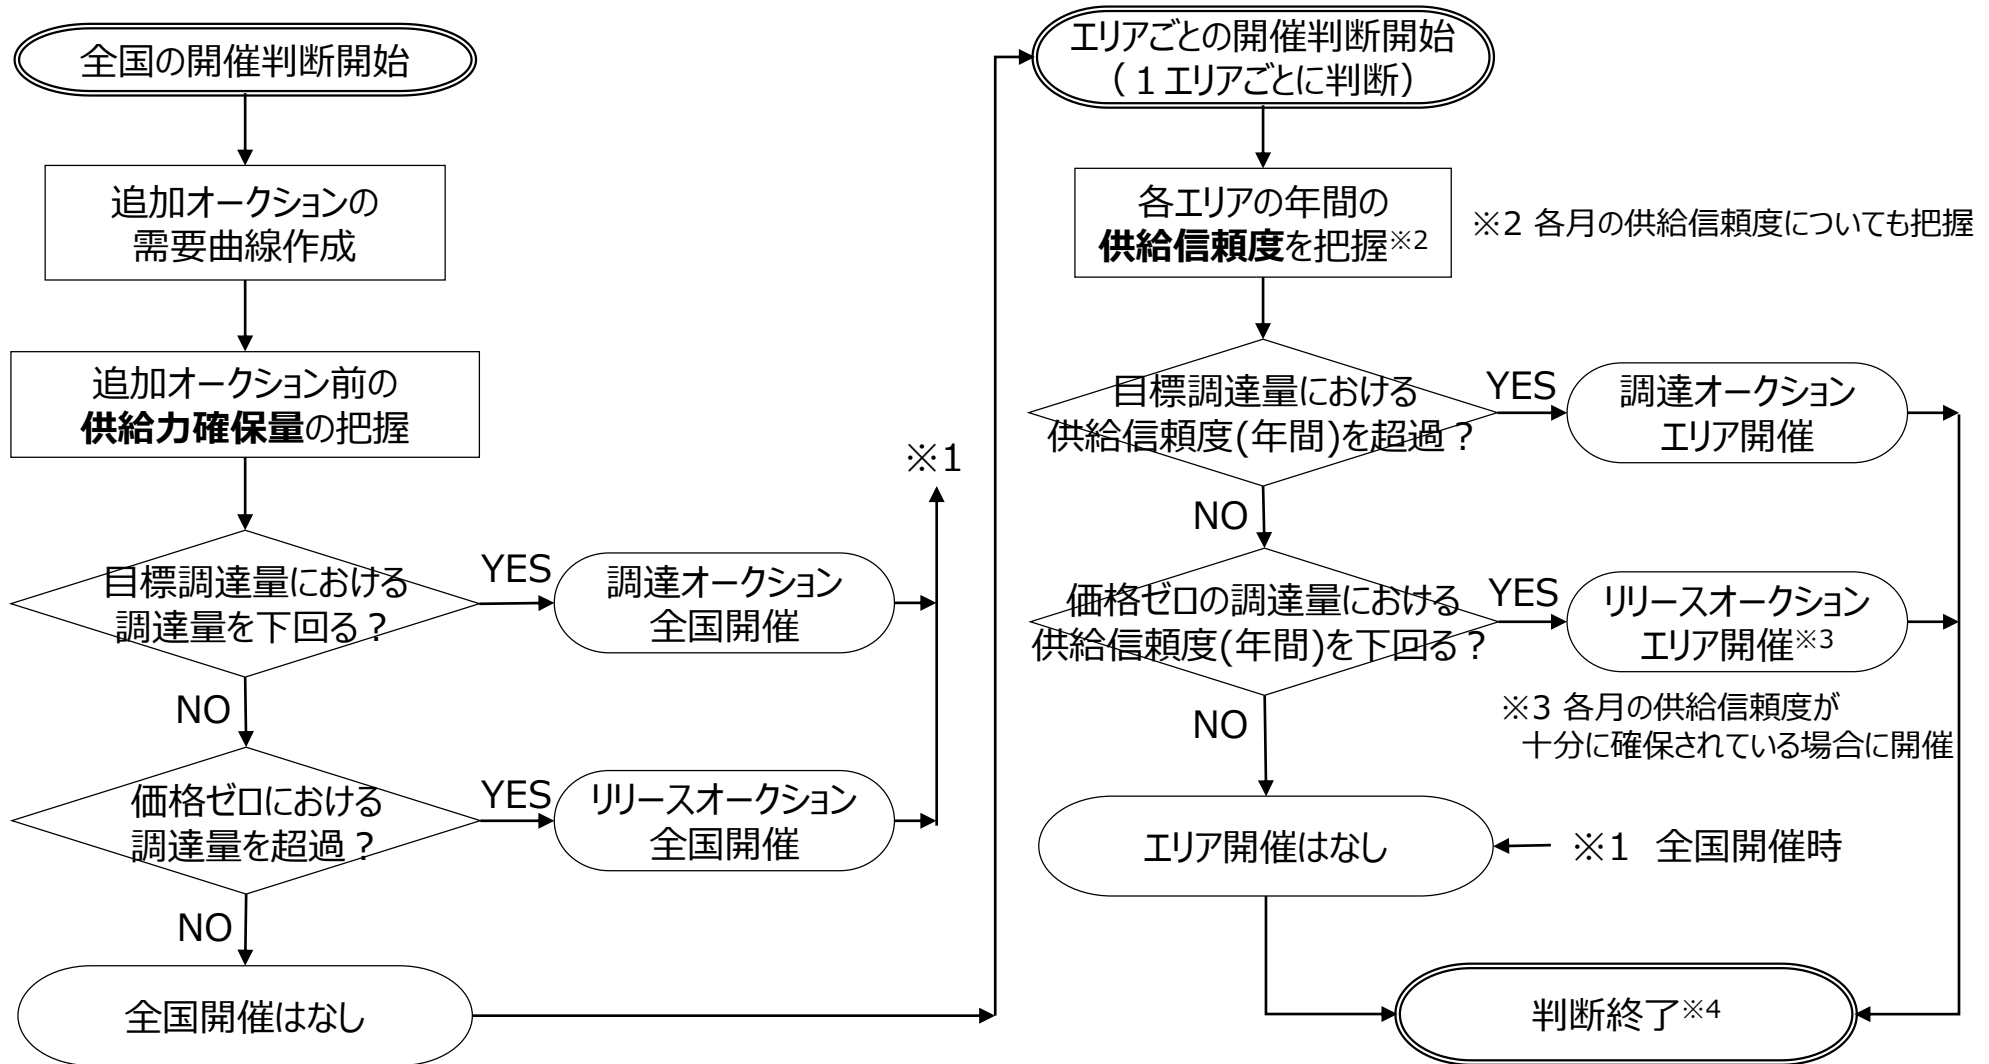 全国の開催判断開始
追加オークションの
需要曲線作成
追加オークション前の
供給力確保量の把握
目標調達量における
調達量を下回る？
YES
調達オークション
全国開催
※1
NO
価格ゼロにおける
調達量を超過？
YES
リリースオークション
全国開催
NO
全国開催はなし
エリアごとの開催判断開始
（１エリアごとに判断）
各エリアの年間の
供給信頼度を把握※2
※2 各月の供給信頼度についても把握
目標調達量における
供給信頼度(年間)を超過？
YES
調達オークション
エリア開催
NO
価格ゼロの調達量における
供給信頼度(年間)を下回る？
YES
リリースオークション
エリア開催※3
※3 各月の供給信頼度が
十分に確保されている場合に開催
NO
エリア開催はなし
※1　全国開催時
判断終了※4